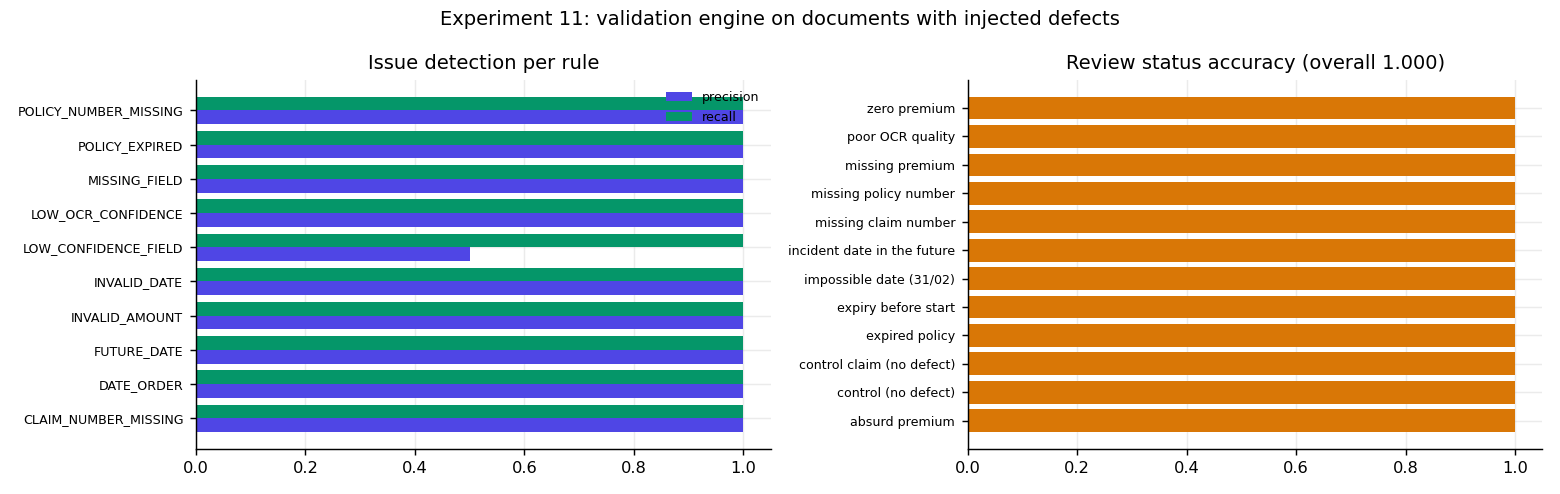 Experiment 11: validation engine on documents with injected defects
Issue detection per rule
precision
recall
POLICY_NUMBER_MISSING
POLICY_EXPIRED
MISSING_FIELD
LOW_OCR_CONFIDENCE
LOW_CONFIDENCE_FIELD
INVALID_DATE
INVALID_AMOUNT
FUTURE_DATE
DATE_ORDER
CLAIM_NUMBER_MISSING
0.0 0.2 0.4 0.6 0.8 1.0
Review status accuracy (overall 1.000)
zero premium
poor OCR quality
missing premium
missing policy number
missing claim number
incident date in the future
impossible date (31/02)
expiry before start
expired policy
control claim (no defect)
control (no defect)
absurd premium
0.0 0.2 0.4 0.6 0.8 1.0